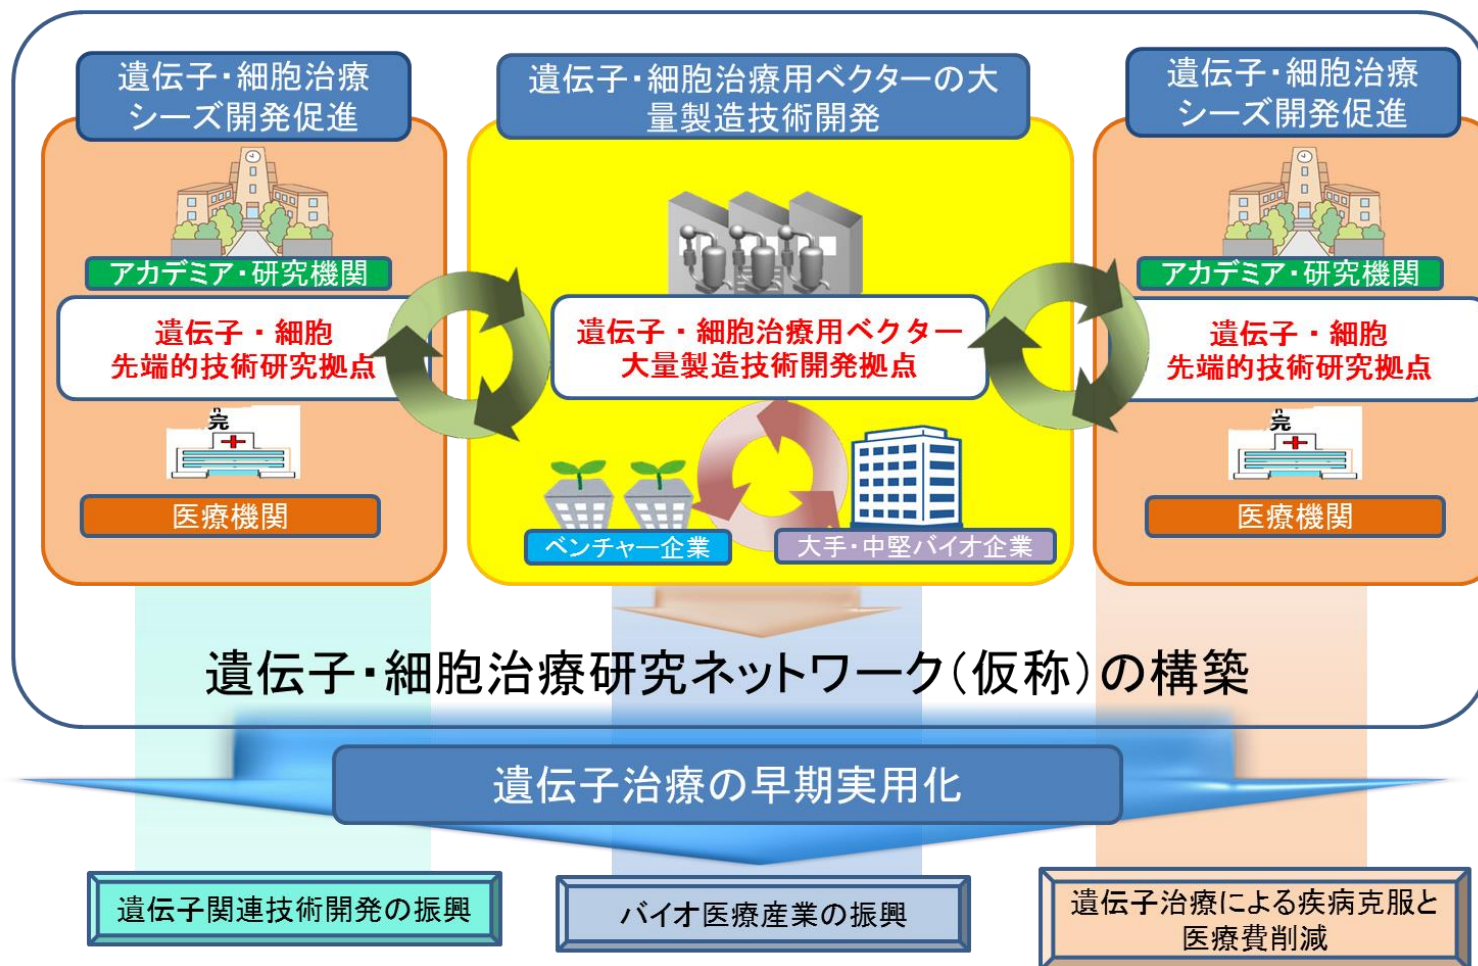 遺伝子・細胞治療
シーズ開発促進
遺伝子・細胞治療用ベクターの大
量製造技術開発
遺伝子・細胞治療
シーズ開発促進
アカデミア・研究機関
遺伝子・細胞
先端的技術研究拠点
医療機関
遺伝子・細胞治療用ベクター
大量製造技術開発拠点
ベンチャー企業
大手・中堅バイオ企業
アカデミア・研究機関
遺伝子・細胞
先端的技術研究拠点
医療機関
遺伝子・細胞治療研究ネットワーク(仮称)の構築
遺伝子治療の早期実用化
遺伝子関連技術開発の振興
バイオ医療産業の振興
遺伝子治療による疾病克服と
医療費削減